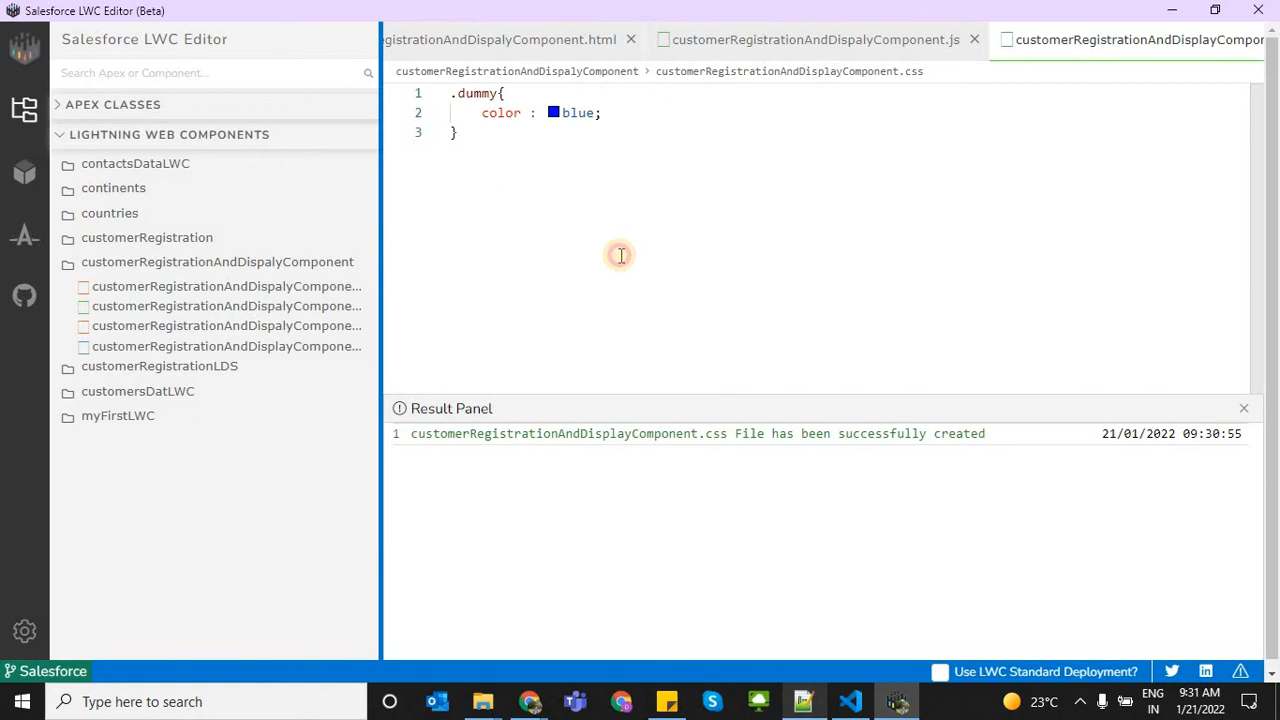 Salesforce LWC Editor (Beta)
Salesforce LWC Editor
Search Apex or Component...
APEX CLASSES
LIGHTNING WEB COMPONENTS
contactsDataLWC
continents
countries
customerRegistration
customerRegistrationAndDispalyComponent
customerRegistrationAndDispalyCompone...
customerRegistrationAndDispalyCompone...
customerRegistrationAndDispalyCompone...
customerRegistrationAndDisplayCompone...
customerRegistrationLDS
customersDatLWC
myFirstLWC
egistrationAndDispalyComponent.html
customerRegistrationAndDispalyComponent.js
customerRegistrationAndDisplayCompor
customerRegistrationAndDispalyComponent > customerRegistrationAndDisplayComponent.css
1 .dummy{
2 color : blue;
3 }
Result Panel
1 customerRegistrationAndDisplayComponent.css File has been successfully created 21/01/2022 09:30:55
Salesforce
Use LWC Standard Deployment?
Type here to search
23°C
ENG
IN
9:31 AM
1/21/2022